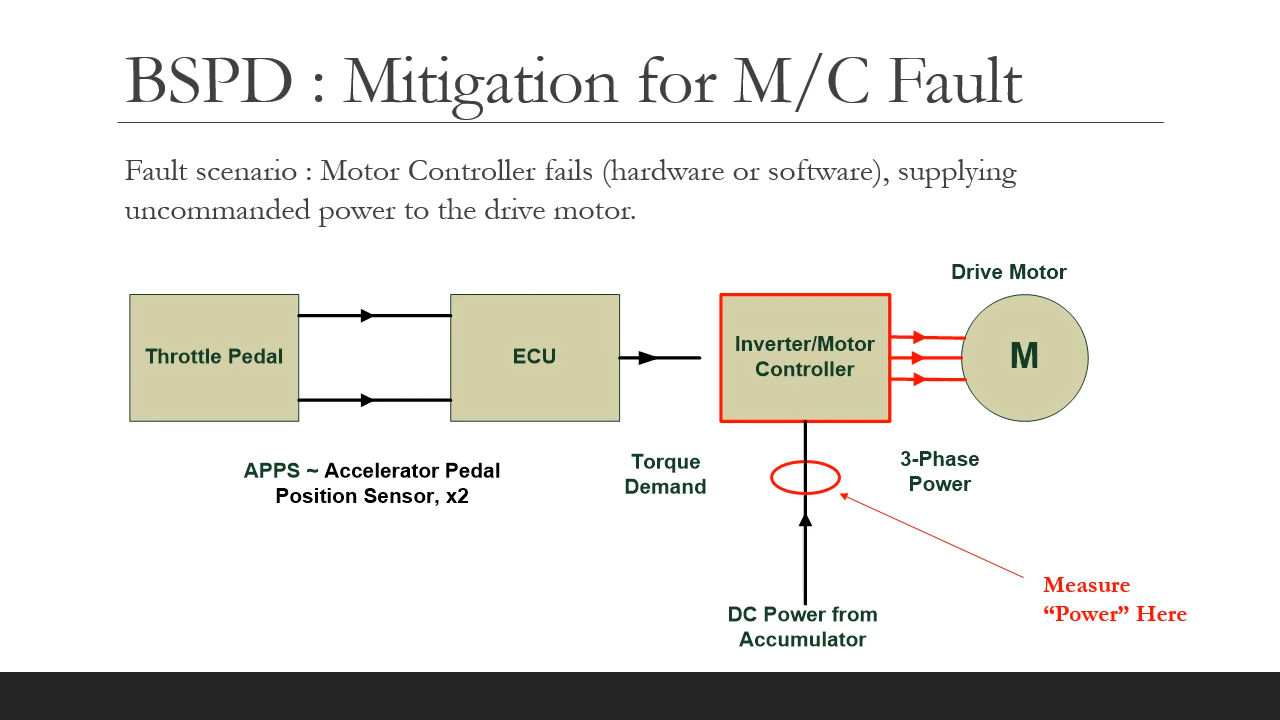 BSPD : Mitigation for M/C Fault
Fault scenario : Motor Controller fails (hardware or software), supplying
uncommanded power to the drive motor.
Drive Motor
Throttle Pedal
ECU
Inverter/Motor
Controller
M
APPS ~ Accelerator Pedal
Position Sensor, x2
Torque
Demand
3-Phase
Power
DC Power from
Accumulator
Measure
“Power” Here